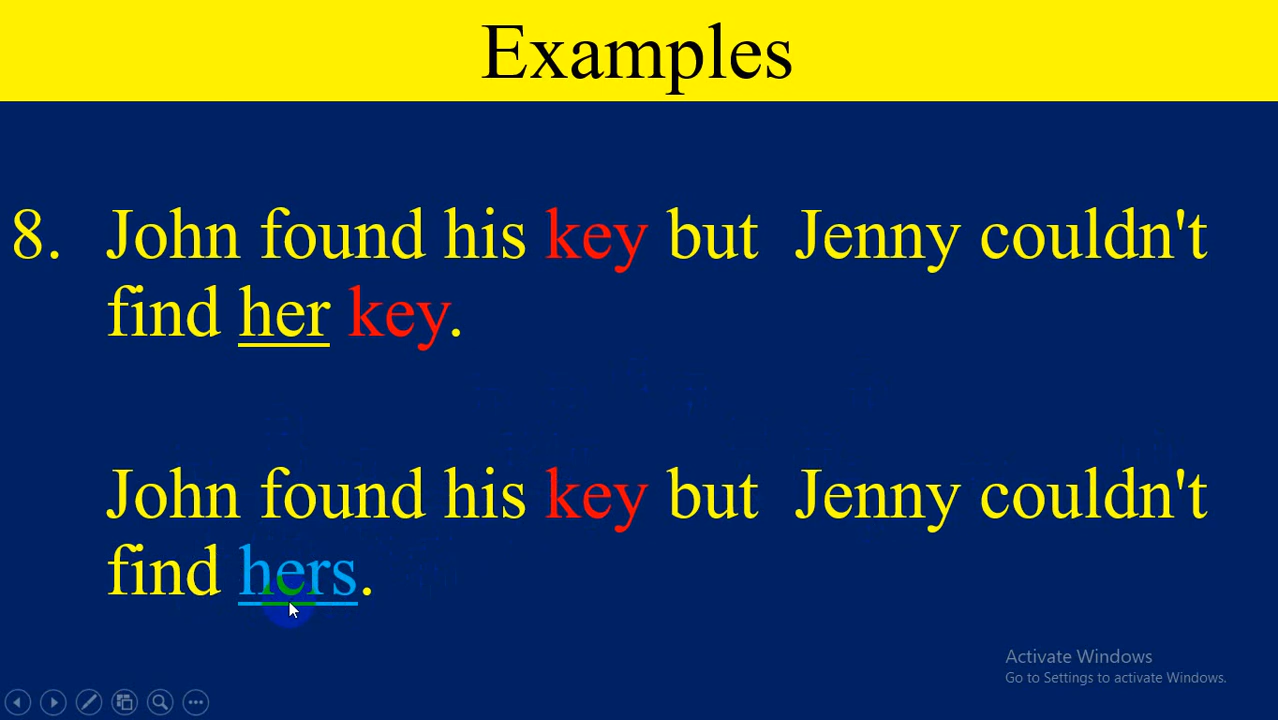 Examples
8. John found his key but Jenny couldn't
find her key.
John found his key but Jenny couldn't
find hers.
Activate Windows
Go to Settings to activate Windows.